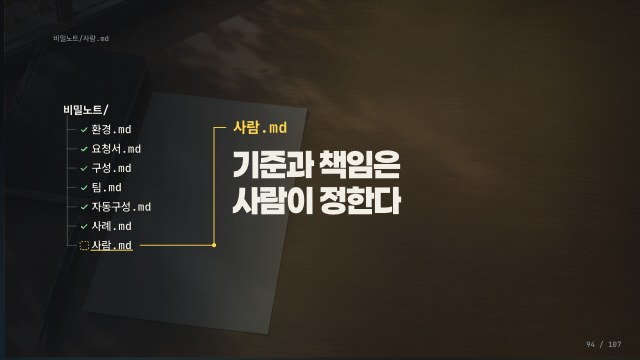 비밀노트/사람.md
비밀노트/
환경.md
요청서.md
구성.md
팀.md
자동구성.md
사례.md
사람.md
사람.md
기준과 책임은
사람이 정한다
94 / 107